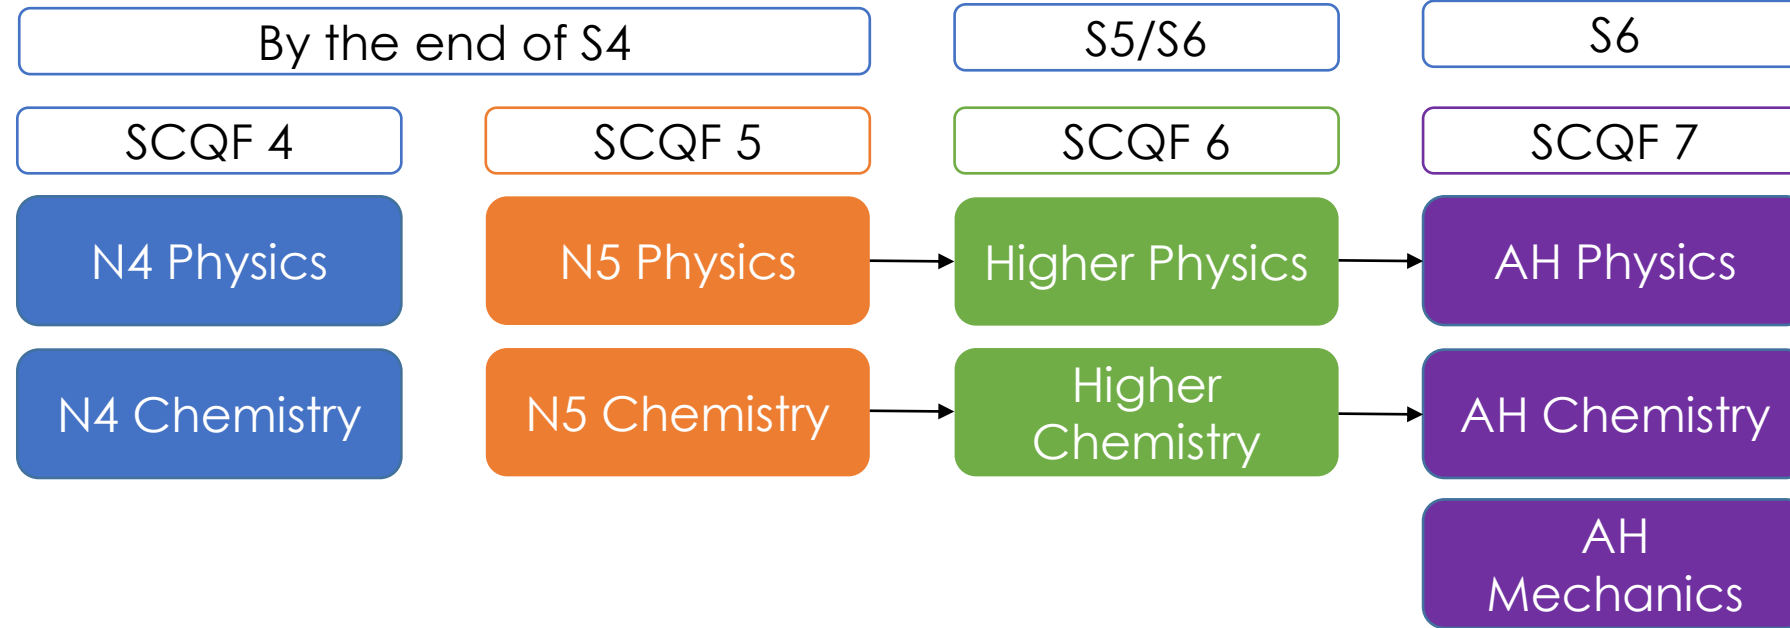 By the end of S4
S5/S6
S6
SCQF 4
SCQF 5
SCQF 6
SCQF 7
N4 Physics
N5 Physics
Higher Physics
AH Physics
N4 Chemistry
N5 Chemistry
Higher
Chemistry
AH Chemistry
AH
Mechanics